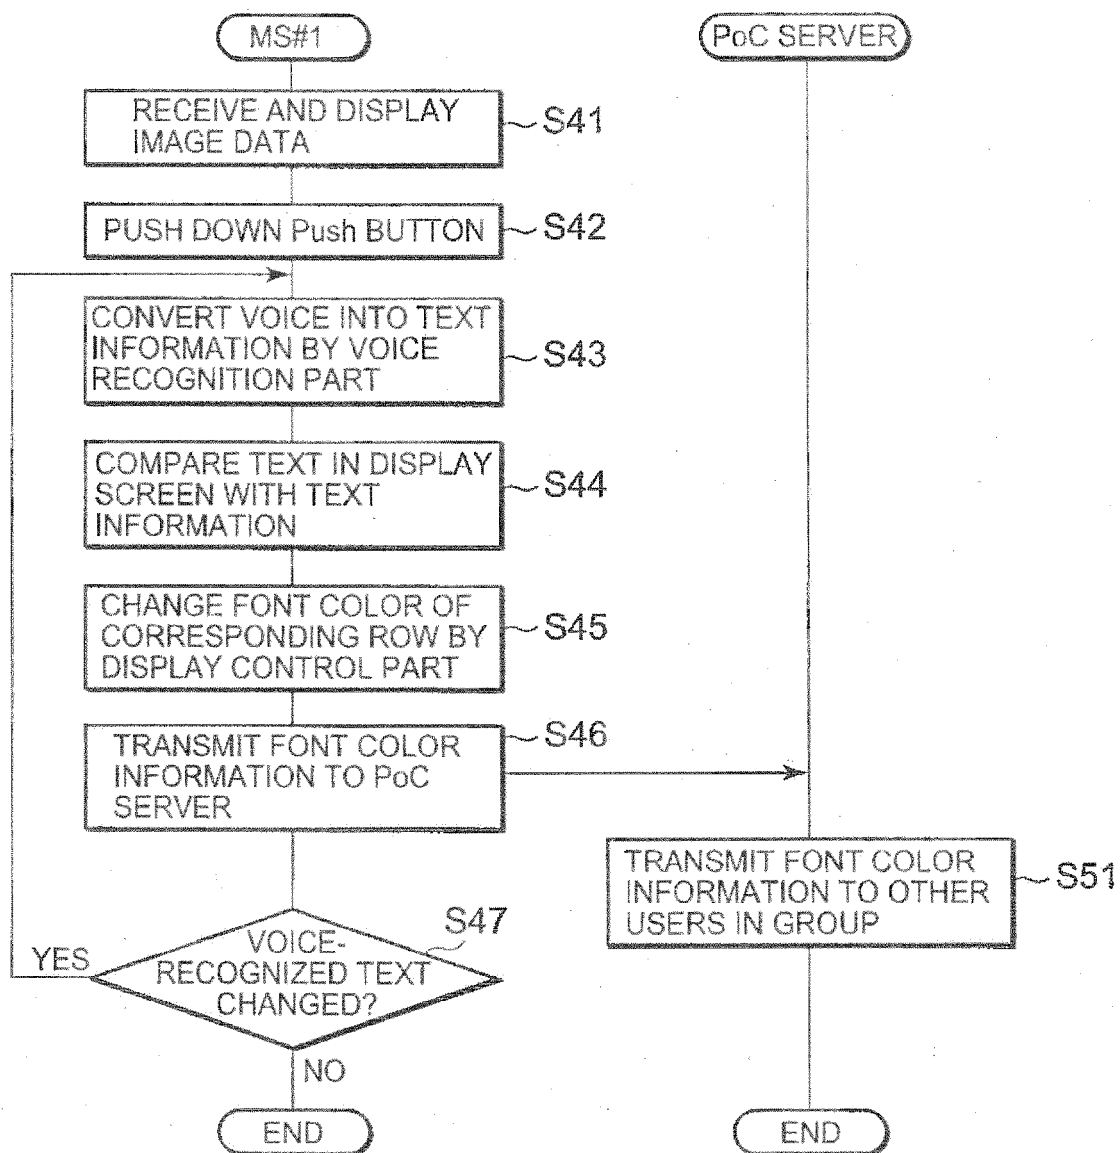 MS#1
PoC SERVER
RECEIVE AND DISPLAY
IMAGE DATA
S41
PUSH DOWN Push BUTTON
S42
CONVERT VOICE INTO TEXT
INFORMATION BY VOICE
RECOGNITION PART
S43
COMPARE TEXT IN DISPLAY
SCREEN WITH TEXT
INFORMATION
S44
CHANGE FONT COLOR OF
CORRESPONDING ROW BY
DISPLAY CONTROL PART
S45
TRANSMIT FONT COLOR
INFORMATION TO PoC
SERVER
S46
TRANSMIT FONT COLOR
INFORMATION TO OTHER
USERS IN GROUP
S51
S47
YES
VOICE-
RECOGNIZED TEXT
CHANGED?
NO
END
END